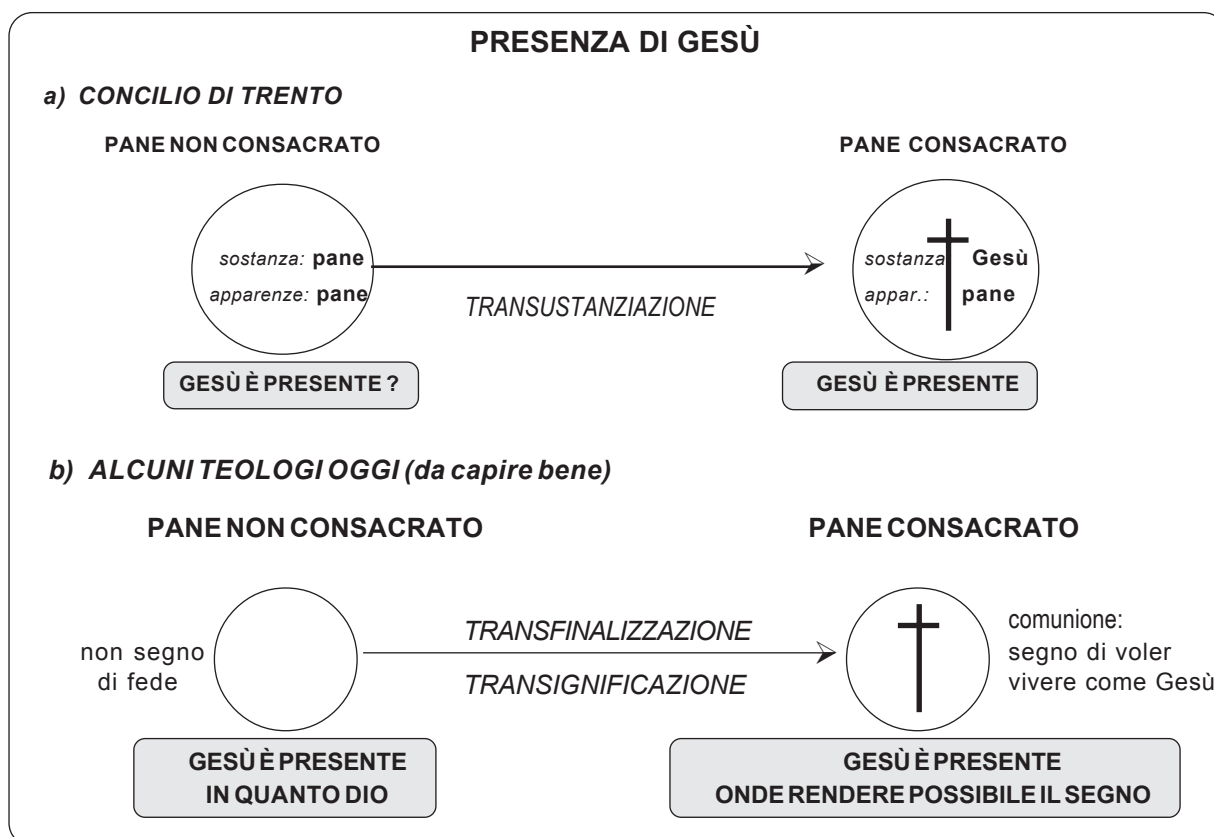 PRESENZA DI GESÙ
a) CONCILIO DI TRENTO
PANE NON CONSACRATO
PANE CONSACRATO
sostanza: pane
apparenze: pane
TRANSUSTANZIAZIONE
sostanza Gesù
appar.: pane
GESÙ È PRESENTE ?
GESÙ È PRESENTE
b) ALCUNI TEOLOGI OGGI (da capire bene)
PANE NON CONSACRATO
PANE CONSACRATO
non segno
di fede
TRANSFINALIZZAZIONE
TRANSIGNIFICAZIONE
comunione:
segno di voler
vivere come Gesù
GESÙ È PRESENTE
IN QUANTO DIO
GESÙ È PRESENTE
ONDE RENDERE POSSIBILE IL SEGNO